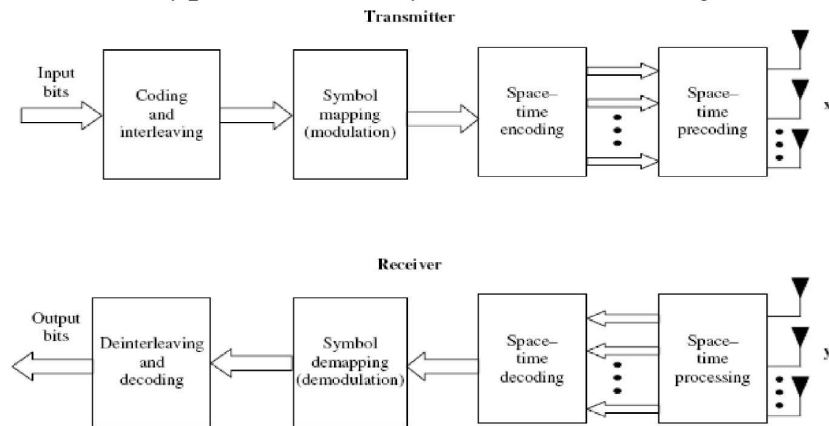 Transmitter
Input
bits
Coding
and
interleaving
Symbol
mapping
(modulation)
Space–
time
encoding
Space–
time
precoding
Receiver
Output
bits
Deinterleaving
and
decoding
Symbol
demapping
(demodulation)
Space–
time
decoding
Space–
time
processing